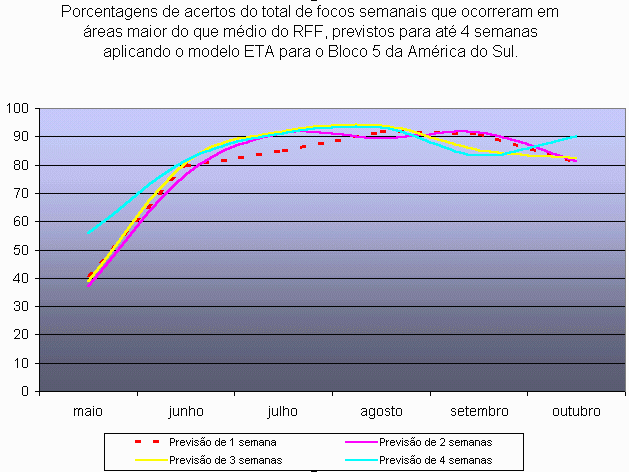 Porcentagens de acertos do total de focos semanais que ocorreram em
áreas maior do que médio do RFF, previstos para até 4 semanas
aplicando o modelo ETA para o Bloco 5 da América do Sul.
100
90
80
70
60
50
40
30
20
10
0
maio junho julho agosto setembro outubro
Previsão de 1 semana Previsão de 2 semanas
Previsão de 3 semanas Previsão de 4 semanas